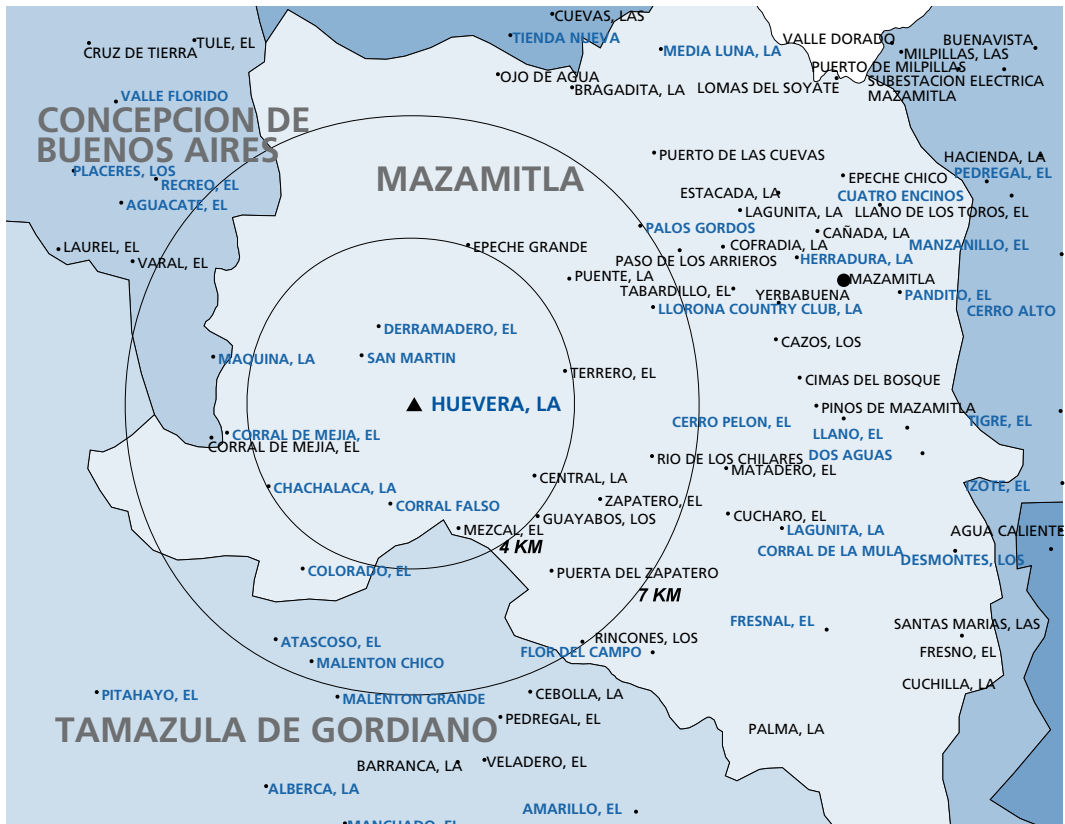 CUEVAS, LAS
TIENDA NUEVA
CRUZ DE TIERRA
TULE, EL
MEDIA LUNA, LA
VALLE DORADO
BUENAVISTA
MILPILLAS, LAS
PUERTO DE MILPILLAS
SUBESTACION ELECTRICA
MAZAMITLA
LOMAS DEL SOYATE
OJO DE AGUA
BRAGADITA, LA
VALLE FLORIDO
CONCEPCION DE
BUENOS AIRES
PLACERES, LOS
RECREO, EL
AGUACATE, EL
MAZAMITLA
PUERTO DE LAS CUEVAS
HACIENDA, LA
PEDREGAL, EL
EPECHE CHICO
ESTACADA, LA
CUATRO ENCINOS
LAGUNITA, LA
LLANO DE LOS TOROS, EL
PALOS GORDOS
CAÑADA, LA
LAUREL, EL
VARAL, EL
EPECHE GRANDE
COFRADIA, LA
MANZANILLO, EL
PASO DE LOS ARRIEROS
HERRADURA, LA
PUENTE, LA
MAZAMITLA
TABARDILLO, EL
YERBABUENA
PANDITO, EL
LLORONA COUNTRY CLUB, LA
CERRO ALTO
DERRAMADERO, EL
CAZOS, LOS
MAQUINA, LA
SAN MARTIN
TERRERO, EL
CIMAS DEL BOSQUE
HUEVERA, LA
PINOS DE MAZAMITLA
CERRO PELON, EL
TIGRE, EL
CORRAL DE MEJIA, EL
CORRAL DE MEJIA, EL
LLANO, EL
DOS AGUAS
RIO DE LOS CHILARES
MATADERO, EL
CENTRAL, LA
CHACHALACA, LA
IZOTE, EL
CORRAL FALSO
ZAPATERO, EL
GUAYABOS, LOS
CUCHARO, EL
MEZCAL, EL
LAGUNITA, LA
AGUA CALIENTE
4 KM
CORRAL DE LA MULA
DESMONTES, LOS
COLORADO, EL
PUERTA DEL ZAPATERO
7 KM
FRESNAL, EL
SANTAS MARIAS, LAS
ATASCOSO, EL
RINCONES, LOS
FLOR DEL CAMPO
FRESNO, EL
MALENTON CHICO
CUCHILLA, LA
PITAHAYO, EL
MALENTON GRANDE
CEBOLLA, LA
PEDREGAL, EL
TAMAZULA DE GORDIANO
PALMA, LA
BARRANCA, LA
VELADERO, EL
ALBERCA, LA
AMARILLO, EL
MANCHADO, EL